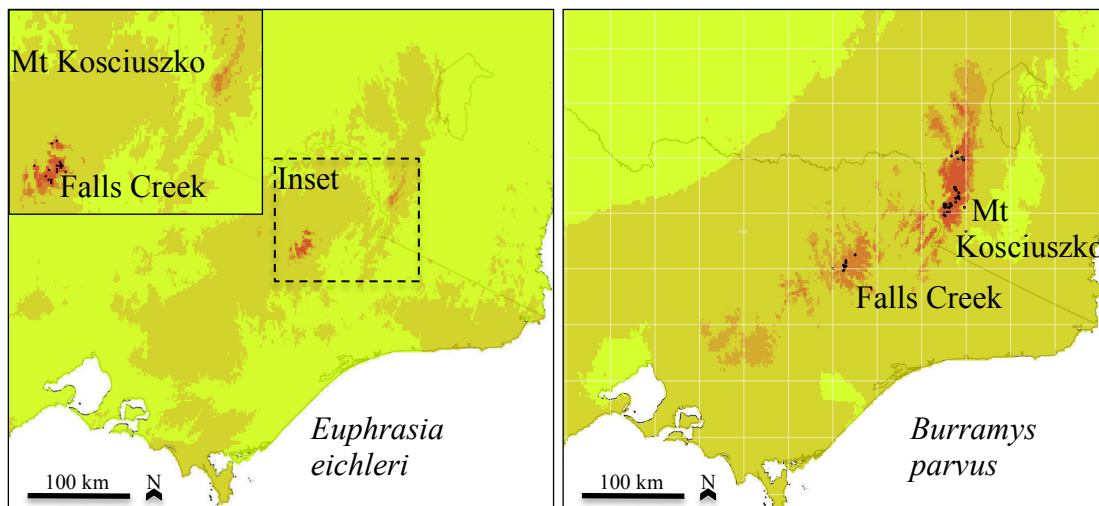 Mt Kosciuszko
Falls Creek
Inset
Euphrasia
eichleri
100 km
N
Mt
Kosciuszko
Falls Creek
Burramys
parvus
100 km
N